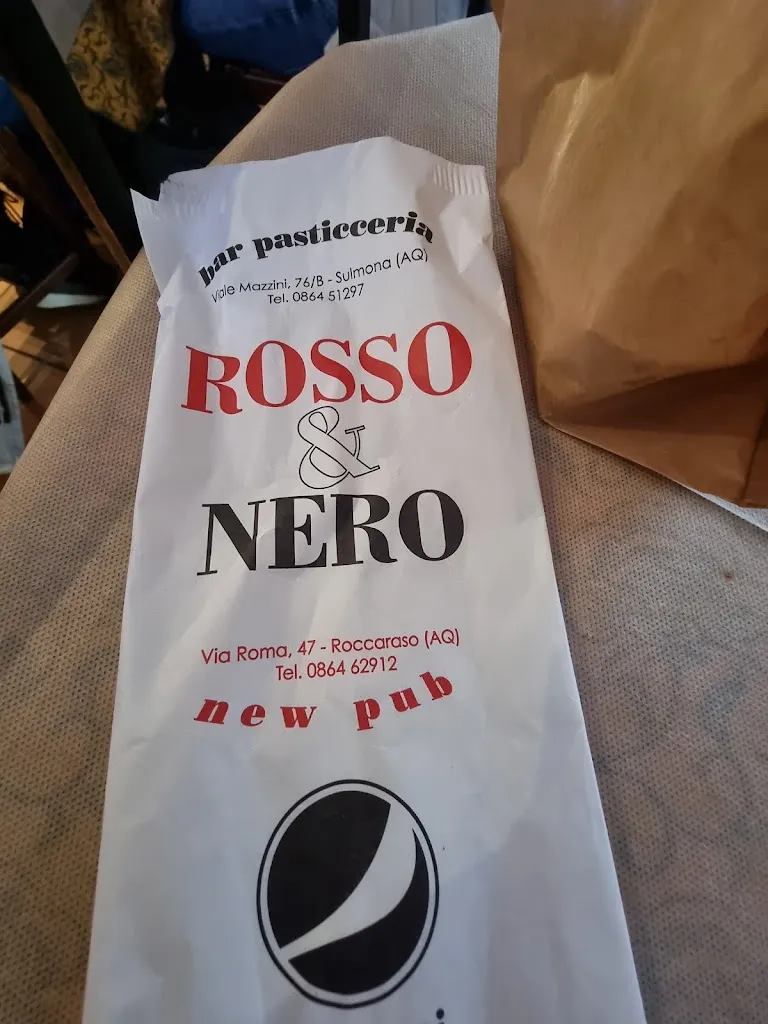 bar pasticceria
Viale Mazzini, 76/B - Sulmona (AQ)
Tel. 0864 51297
ROSSO
&
NERO
Via Roma, 47 - Roccaraso (AQ)
Tel. 0864 62912
new pub